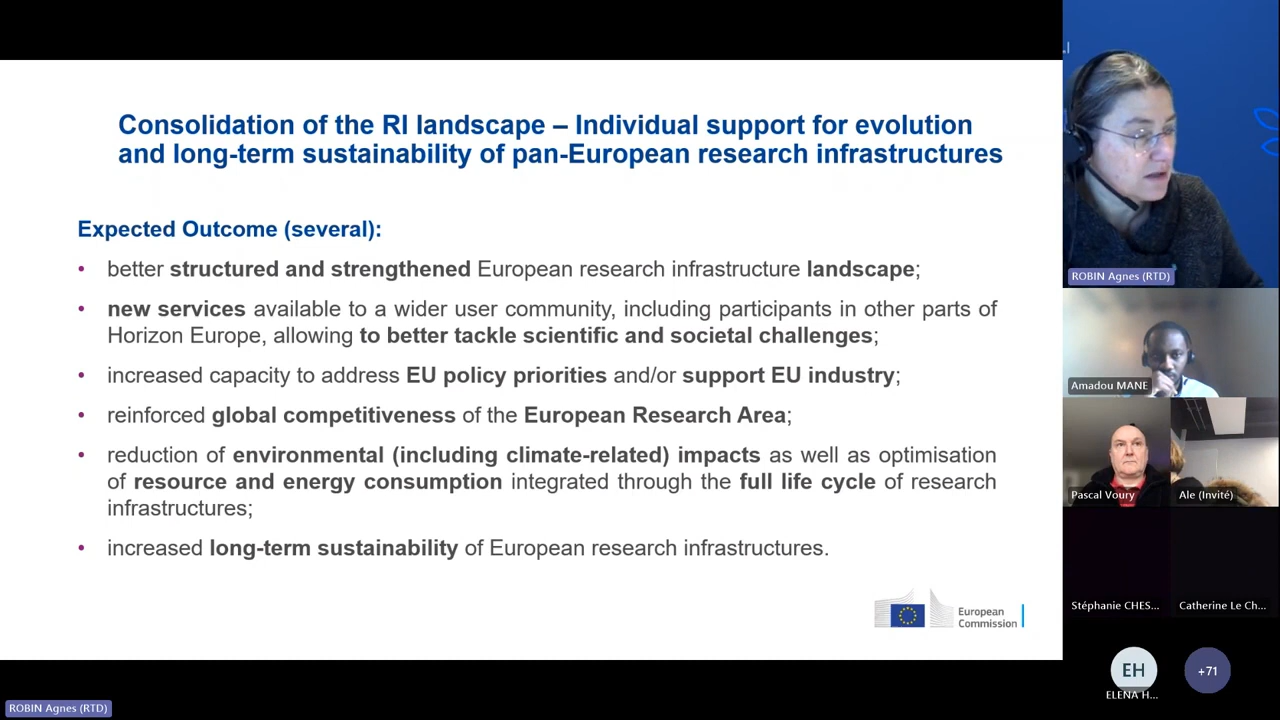 Consolidation of the RI landscape – Individual support for evolution
and long-term sustainability of pan-European research infrastructures
Expected Outcome (several):
• better structured and strengthened European research infrastructure landscape;
• new services available to a wider user community, including participants in other parts of
Horizon Europe, allowing to better tackle scientific and societal challenges;
• increased capacity to address EU policy priorities and/or support EU industry;
• reinforced global competitiveness of the European Research Area;
• reduction of environmental (including climate-related) impacts as well as optimisation
of resource and energy consumption integrated through the full life cycle of research
infrastructures;
• increased long-term sustainability of European research infrastructures.
European
Commission
ROBIN Agnes (RTD)
Amadou MANE
Pascal Voury
Ale (Invité)
Stéphanie CHES...
Catherine Le Ch...
EH
ELENA H...
+71
ROBIN Agnes (RTD)